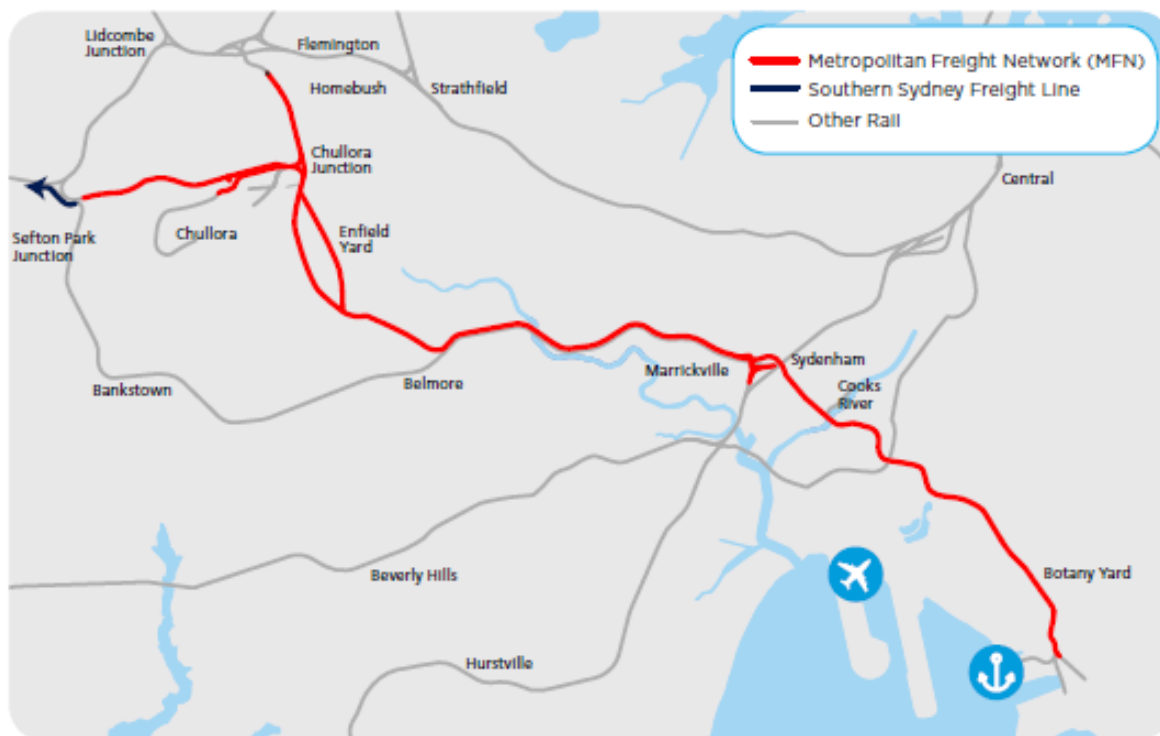 Lidcombe
Junction
Flemington
Homebush
Strathfield
Metropolitan Freight Network (MFN)
Southern Sydney Freight Line
Other Rail
Chullora
Junction
Central
Sefton Park
Junction
Chullora
Enfield
Yard
Bankstown
Belmore
Marrickville
Sydenham
Cooks
River
Beverly Hills
Botany Yard
Hurstville